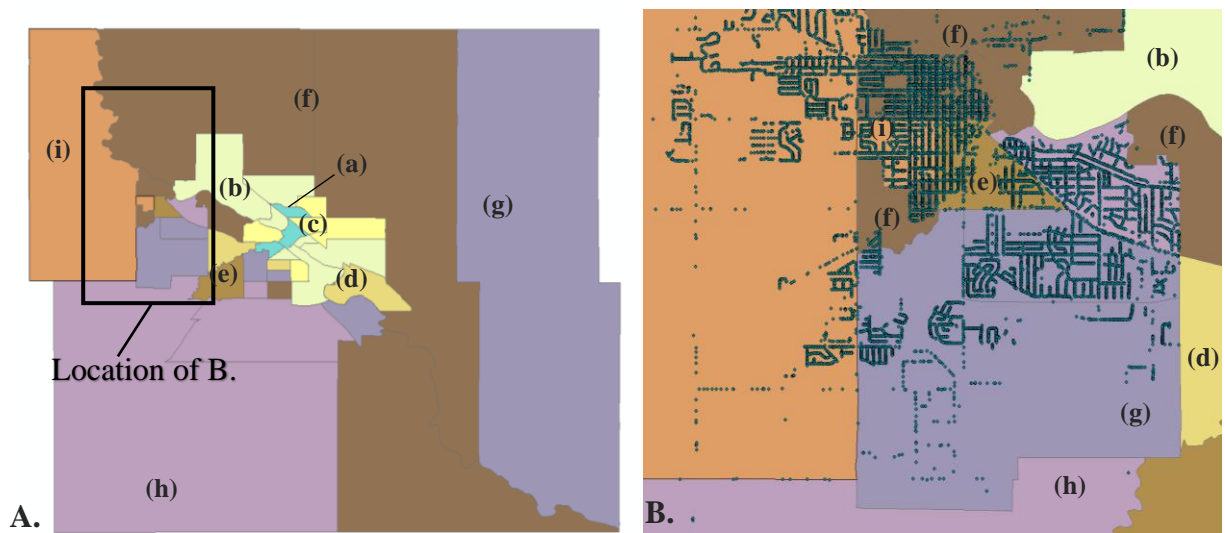 (f)
(a)
(i)
(b)
(g)
(c)
(e)
(d)
Location of B.
(h)
A.
(f)
(b)
(i)
(f)
(e)
(f)
(d)
(g)
(h)
B.